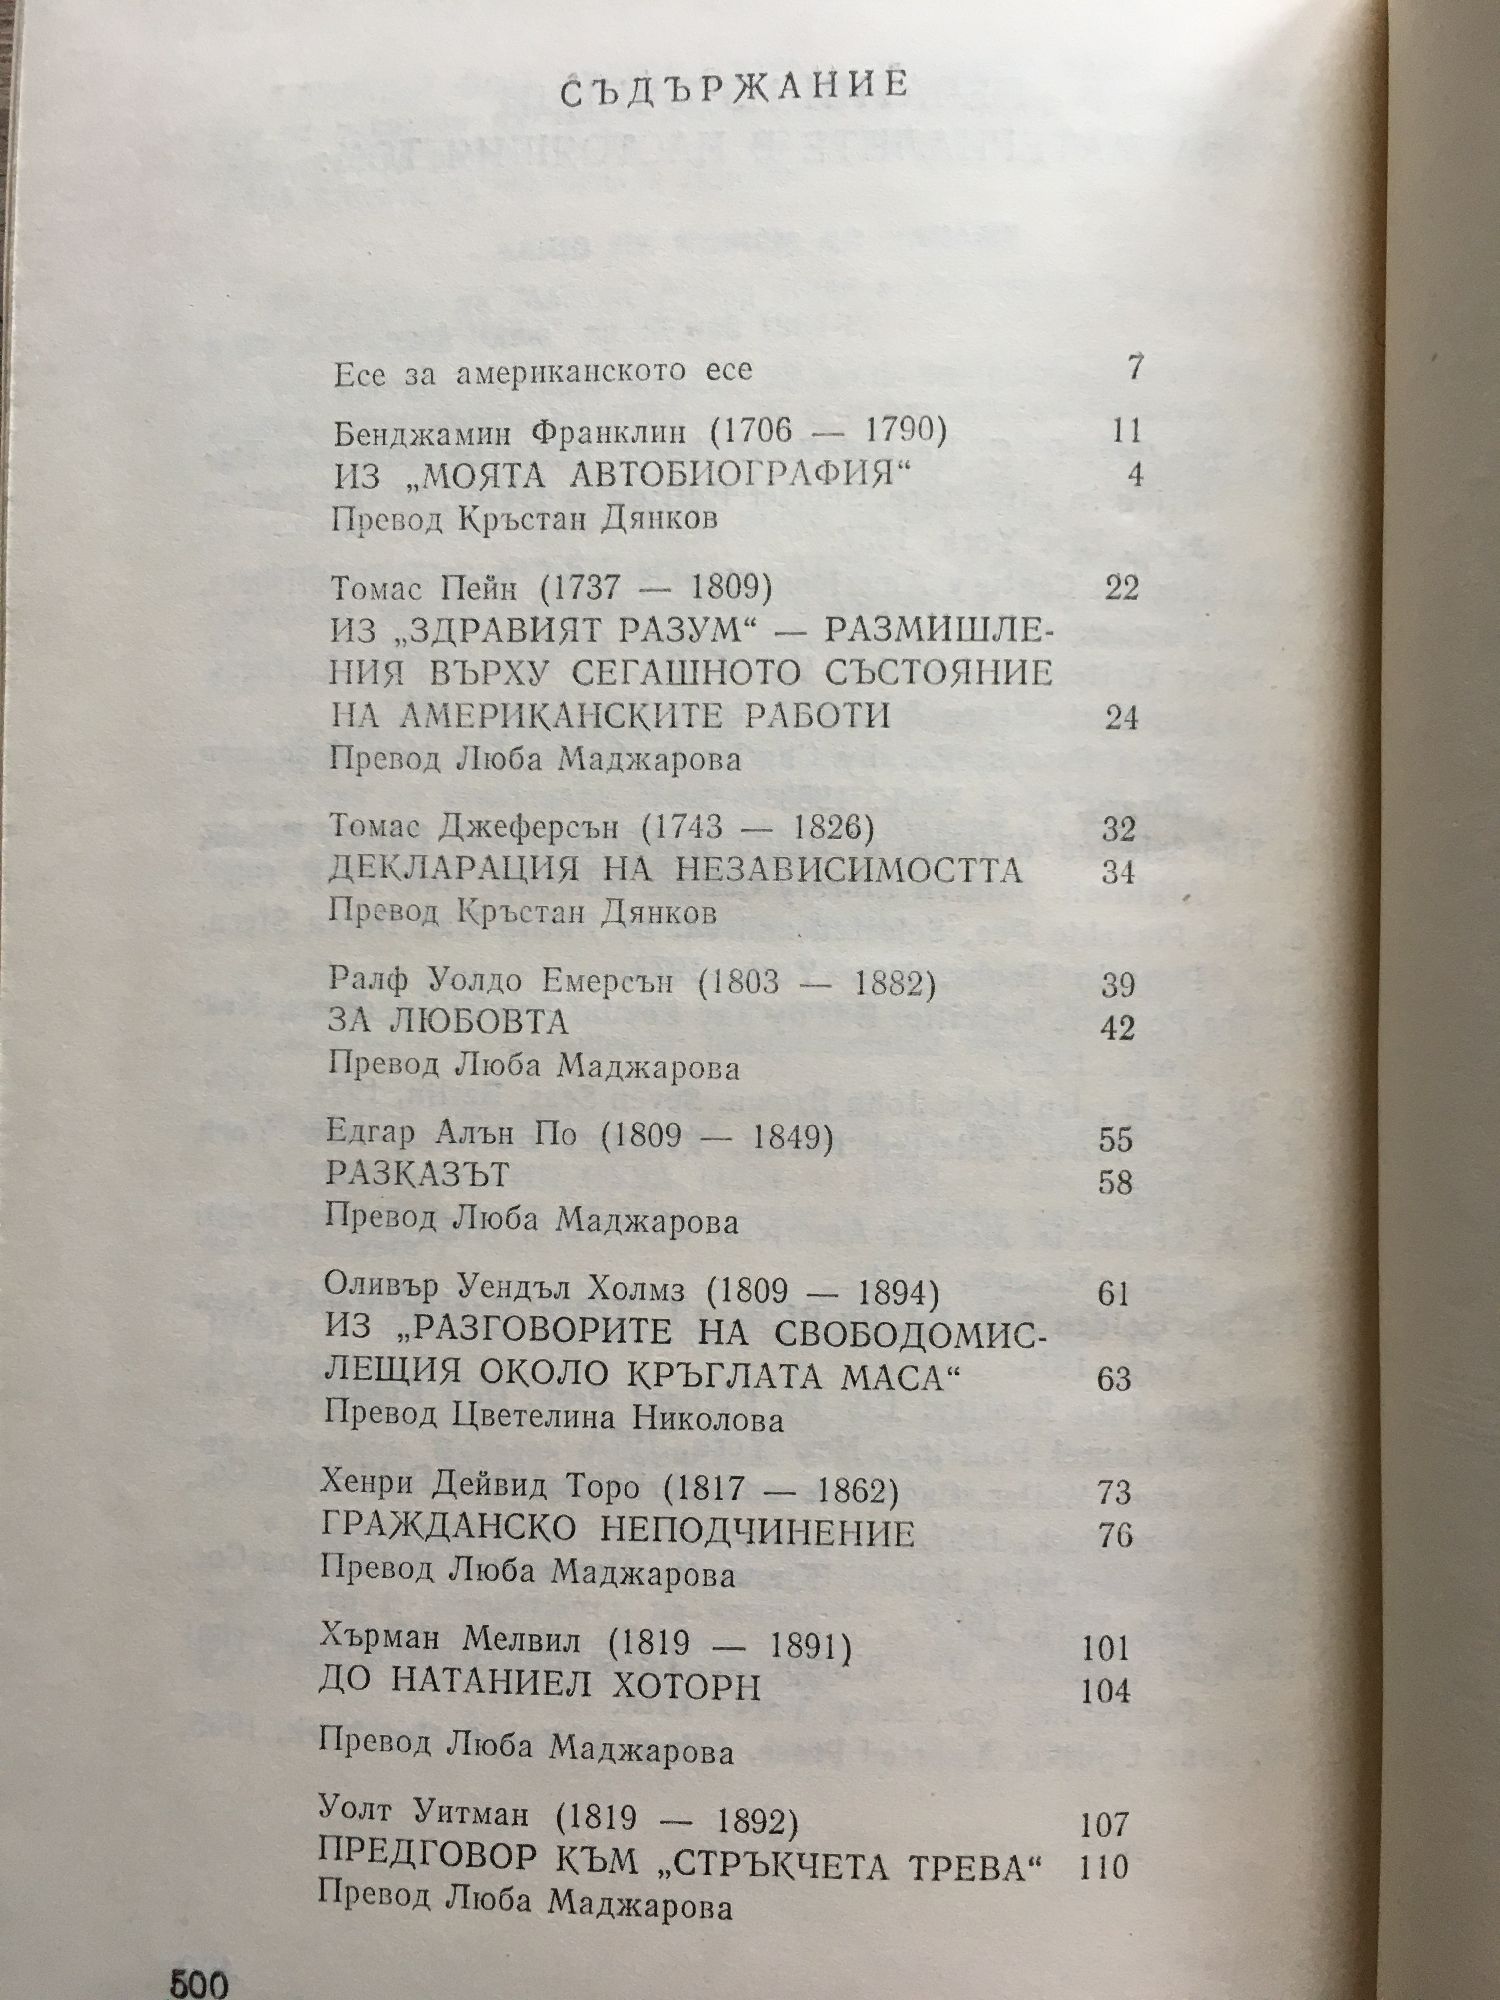 СЪДЪРЖАНИЕ
Есе за американското есе 7
Бенджамин Франклин (1706 — 1790) 11
ИЗ „МОЯТА АВТОБИОГРАФИЯ“ 4
Превод Кръстан Дянков
Томас Пейн (1737 — 1809) 22
ИЗ „ЗДРАВИЯТ РАЗУМ“ — РАЗМИШЛЕ-
НИЯ ВЪРХУ СЕГАШНОТО СЪСТОЯНИЕ
НА АМЕРИКАНСКИТЕ РАБОТИ 24
Превод Люба Маджарова
Томас Джеферсън (1743 — 1826) 32
ДЕКЛАРАЦИЯ НА НЕЗАВИСИМОСТТА 34
Превод Кръстан Дянков
Ралф Уолдо Емерсън (1803 — 1882) 39
ЗА ЛЮБОВТА 42
Превод Люба Маджарова
Едгар Алън По (1809 — 1849) 55
РАЗКАЗЪТ 58
Превод Люба Маджарова
Оливър Уендъл Холмз (1809 — 1894) 61
ИЗ „РАЗГОВОРИТЕ НА СВОБОДОМИС-
ЛЕЩИЯ ОКОЛО КРЪГЛАТА МАСА“ 63
Превод Цветелина Николова
Хенри Дейвид Торо (1817 — 1862) 73
ГРАЖДАНСКО НЕПОДЧИНЕНИЕ 76
Превод Люба Маджарова
Хърман Мелвил (1819 — 1891) 101
ДО НАТАНИЕЛ ХОТОРН 104
Превод Люба Маджарова
Уолт Уитман (1819 — 1892) 107
ПРЕДГОВОР КЪМ „СТРЪКЧЕТА ТРЕВА“ 110
Превод Люба Маджарова
500